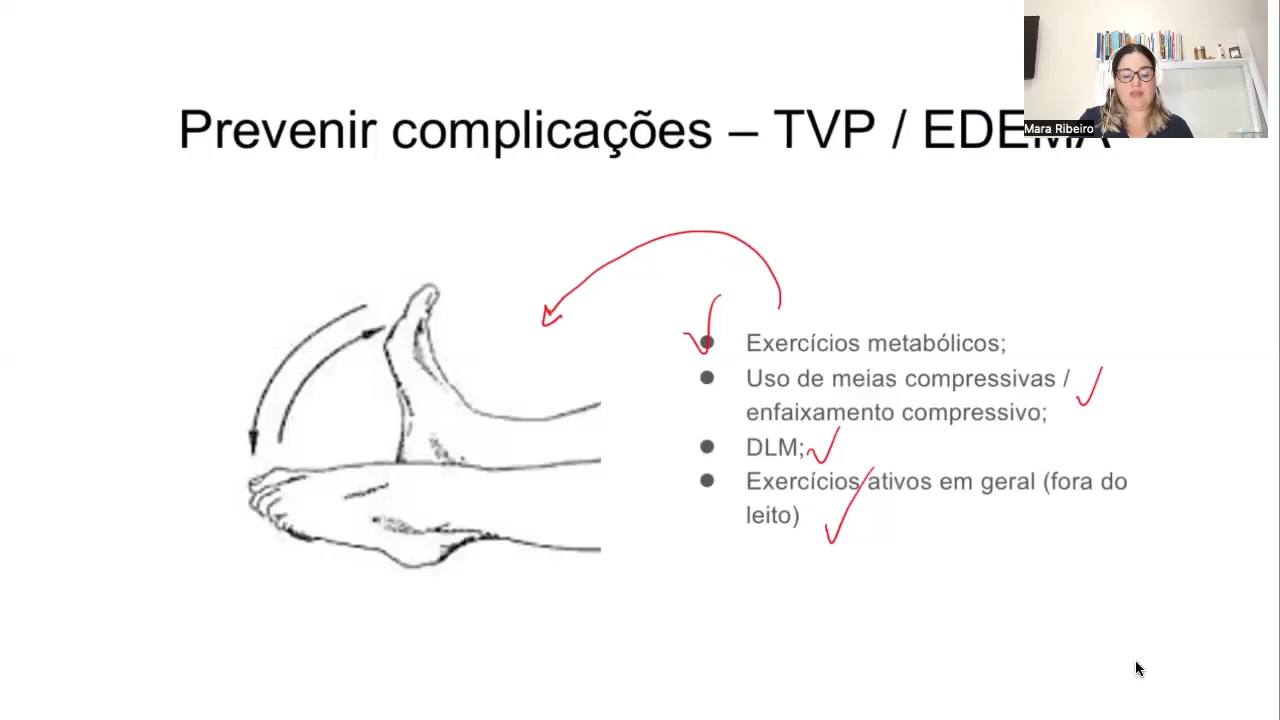 Mara Ribeiro
Prevenir complicações – TVP / EDEMA
● Exercícios metabólicos;
● Uso de meias compressivas /
enfaixamento compressivo;
● DLM;
● Exercícios ativos em geral (fora do
leito)